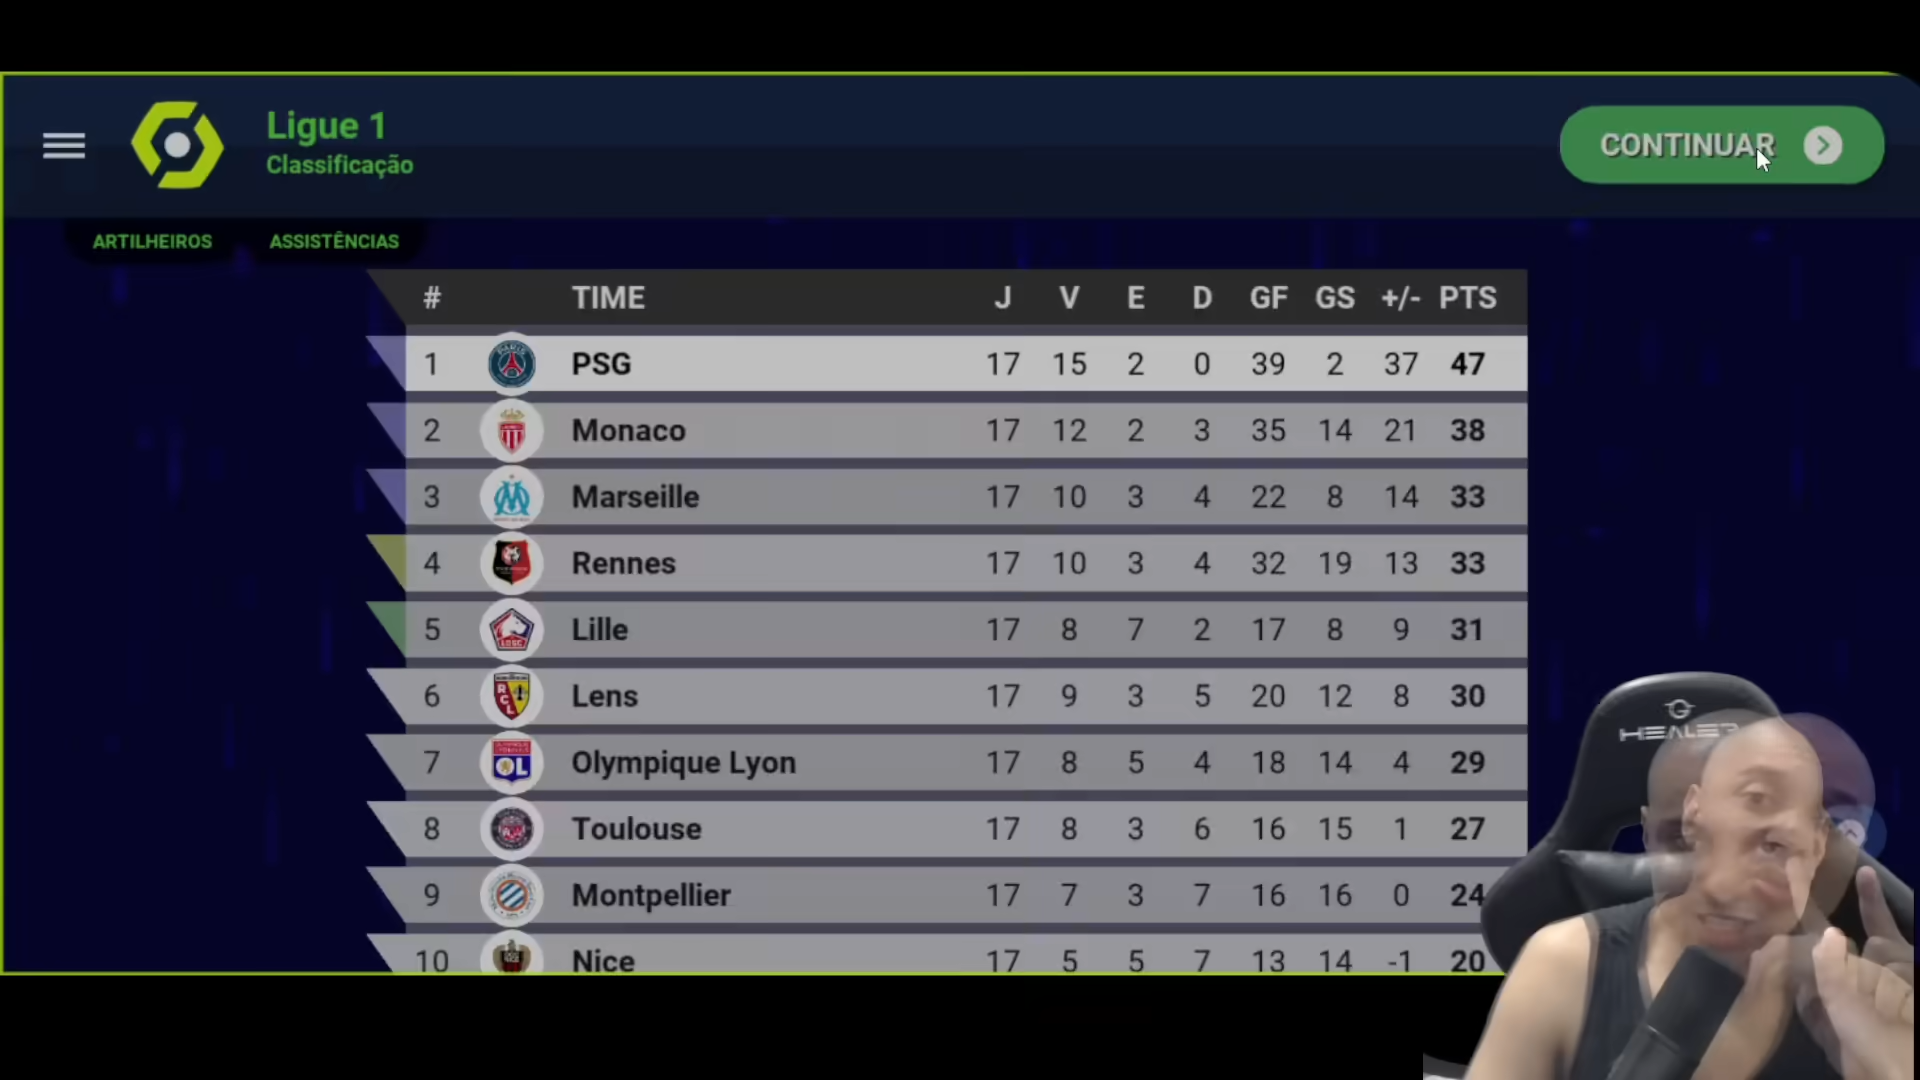 Ligue 1
Classificação
CONTINUAR
ARTILHEIROS ASSISTÊNCIAS
# TIME J V E D GF GS +/- PTS
1 PSG 17 15 2 0 39 2 37 47
2 Monaco 17 12 2 3 35 14 21 38
3 Marseille 17 10 3 4 22 8 14 33
4 Rennes 17 10 3 4 32 19 13 33
5 Lille 17 8 7 2 17 8 9 31
6 Lens 17 9 3 5 20 12 8 30
7 Olympique Lyon 17 8 5 4 18 14 4 29
8 Toulouse 17 8 3 6 16 15 1 27
9 Montpellier 17 7 3 7 16 16 0 24
10 Nice 17 5 5 7 13 14 -1 20
PARIS
LOSC
RCL
OL
HEALER